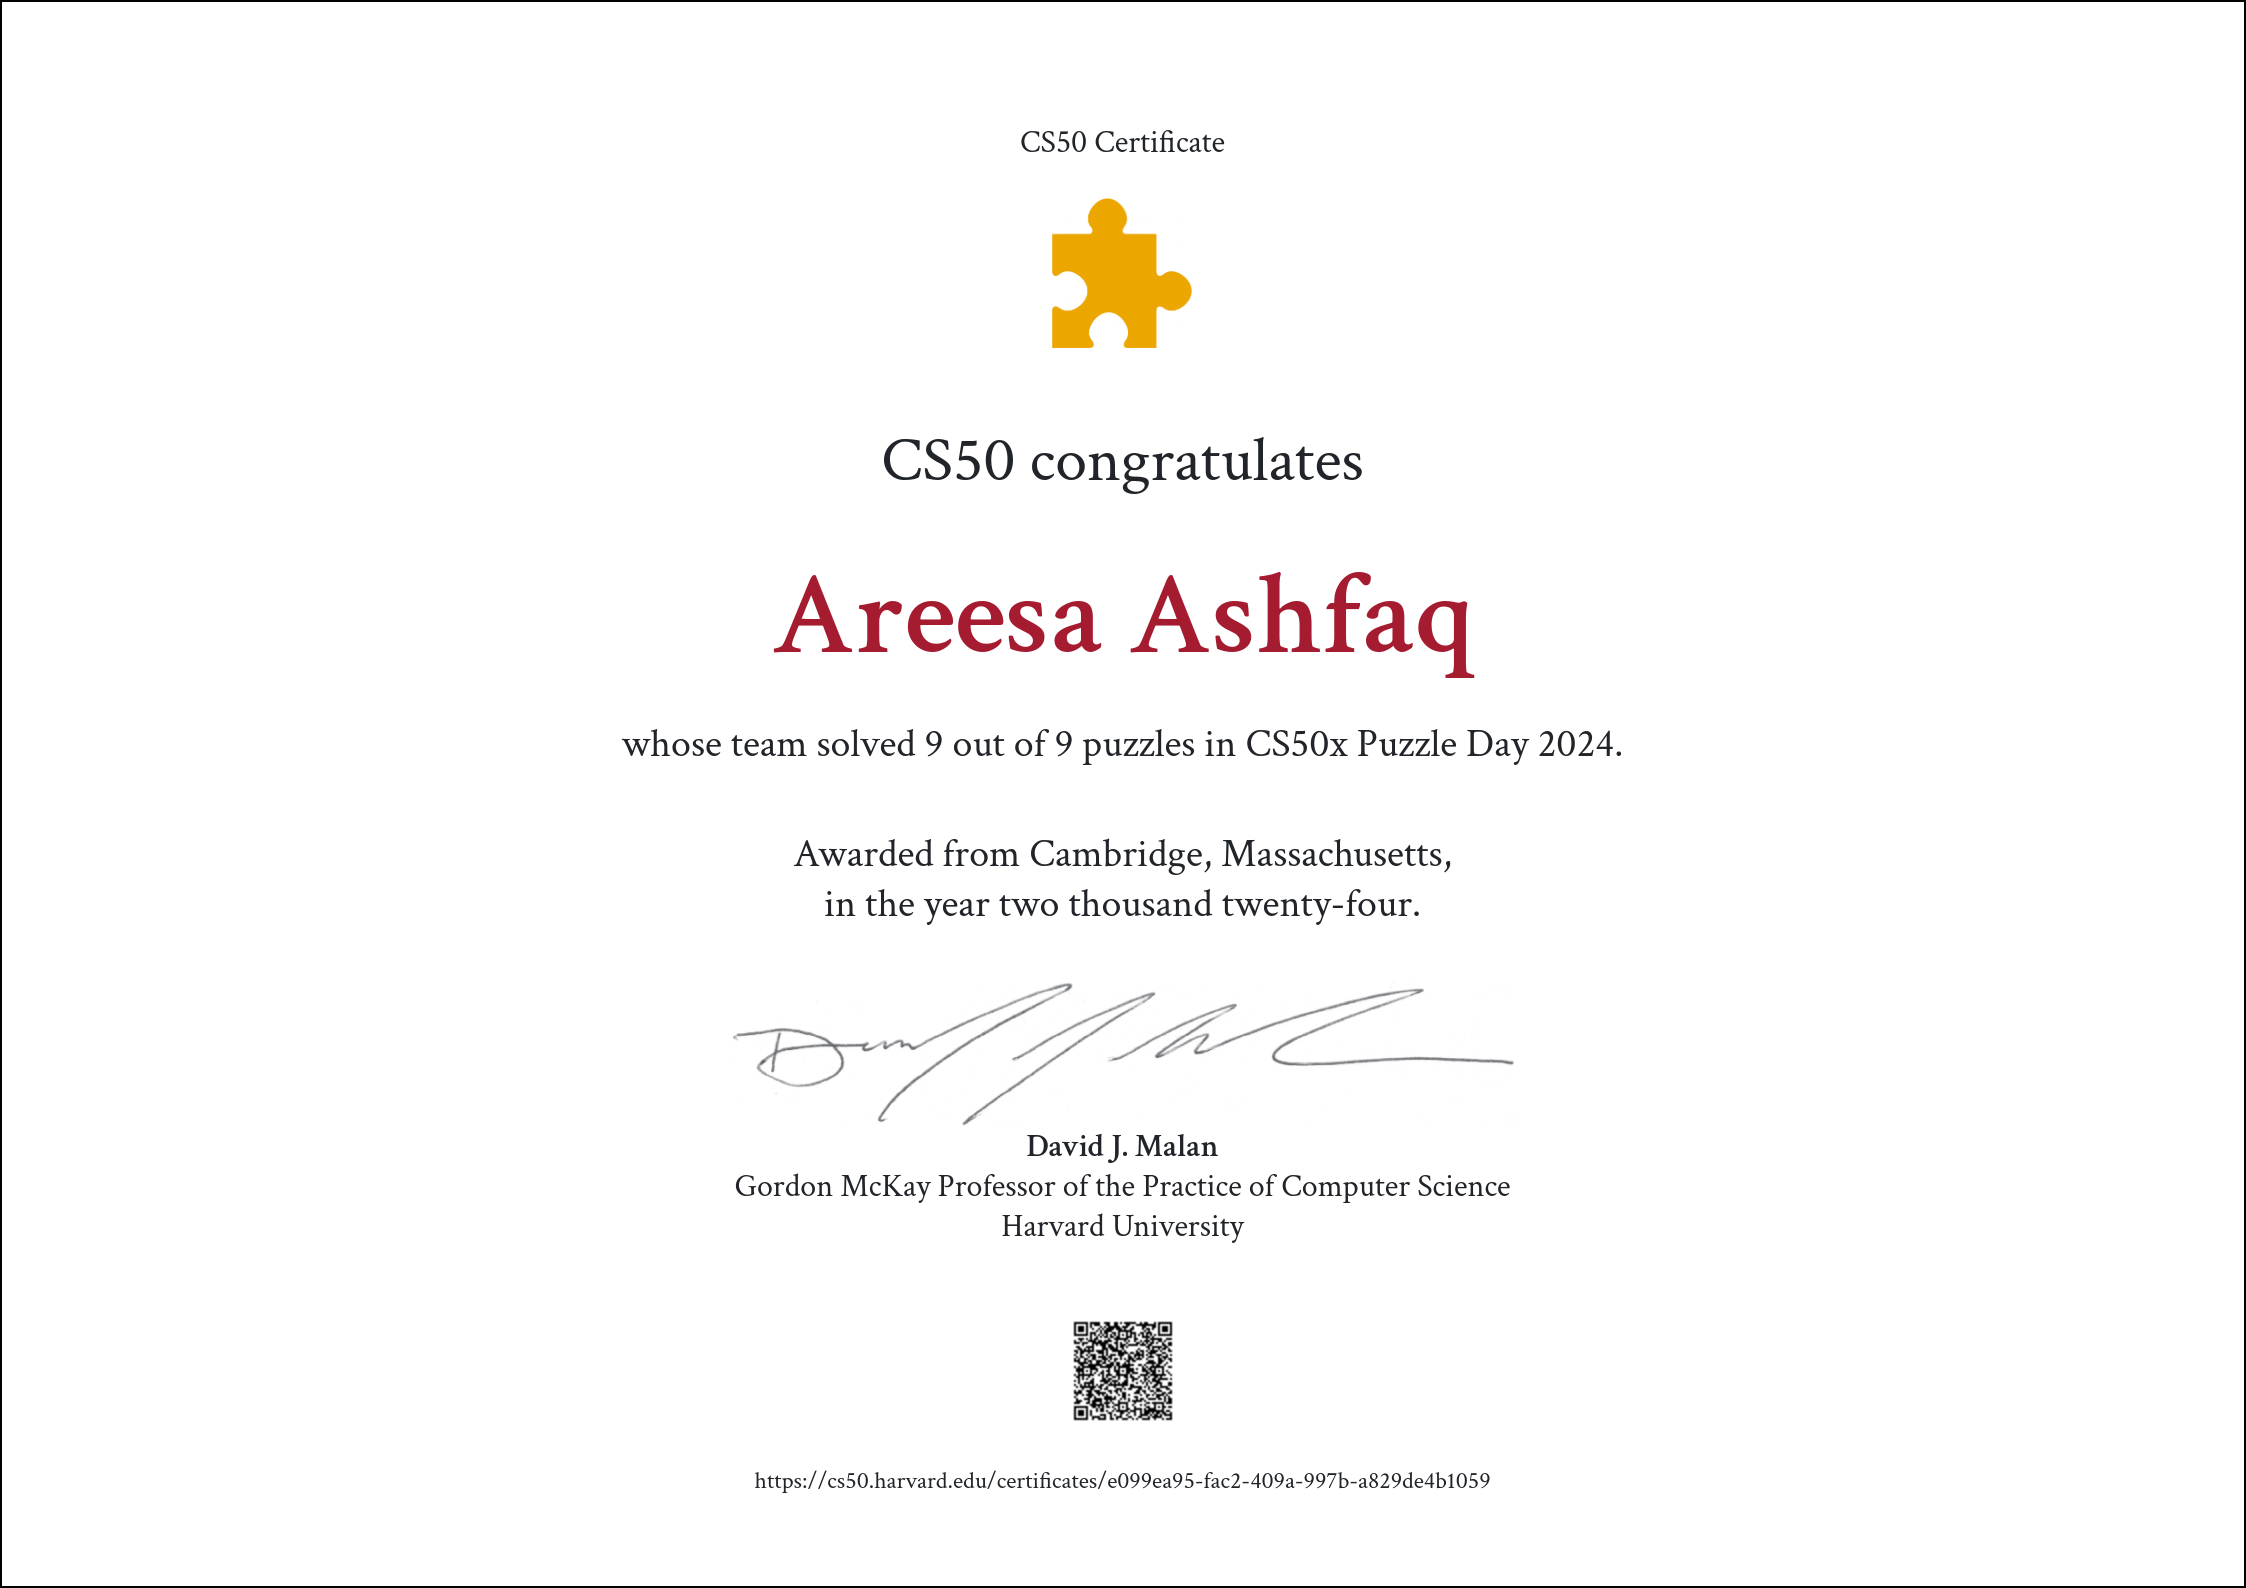 CS50 Certificate
CS50 congratulates
Areesa Ashfaq
whose team solved 9 out of 9 puzzles in CS50x Puzzle Day 2024.
Awarded from Cambridge, Massachusetts,
in the year two thousand twenty-four.
David J. Malan
Gordon McKay Professor of the Practice of Computer Science
Harvard University
https://cs50.harvard.edu/certificates/e099ea95-fac2-409a-997b-a829de4b1059